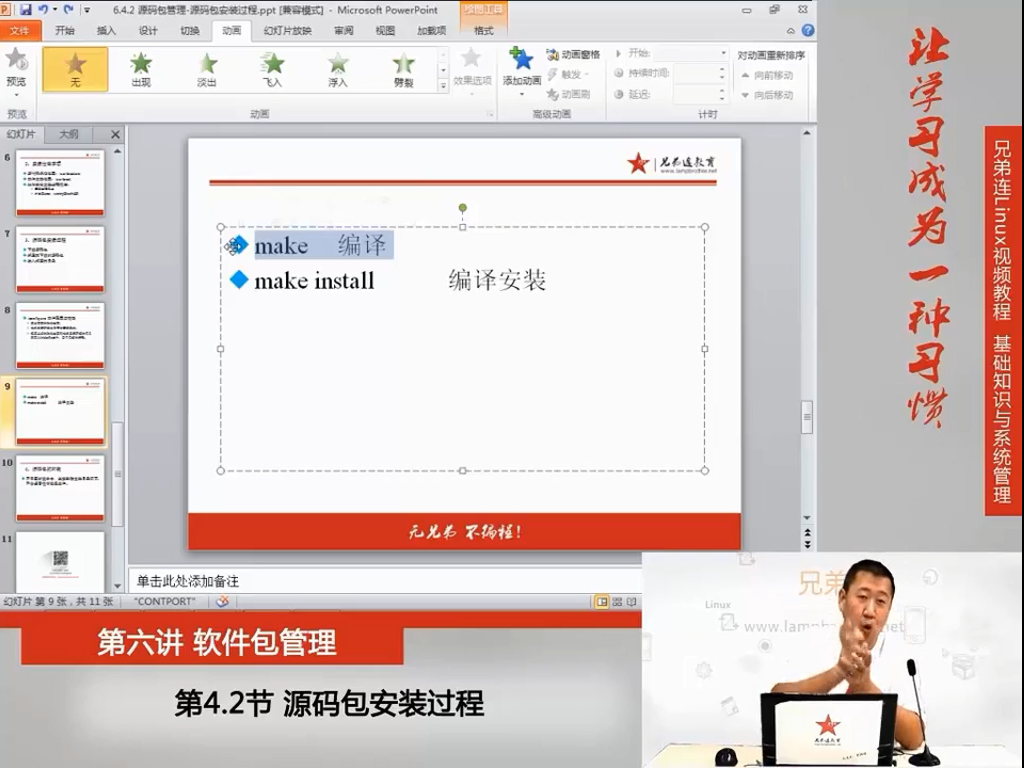 6.4.2 源码包管理-源码包安装过程.ppt [兼容模式] - Microsoft PowerPoint
绘图工具
文件 开始 插入 设计 切换 动画 幻灯片放映 审阅 视图 加载项 格式
预览 无 出现 淡出 飞入 浮入 劈裂 效果选项 添加动画
动画窗格
触发
动画刷
开始:
持续时间:
延迟:
对动画重新排序
向前移动
向后移动
预览 动画 高级动画 计时
幻灯片 大纲
6
7
8
9
10
11
兄弟连教育
www.lampbrother.net
make 编译
make install 编译安装
无兄弟 不编程!
单击此处添加备注
幻灯片 第 9 张，共 11 张 "CONTPORT"
让学习成为一种习惯
兄弟连Linux视频教程 基础知识与系统管理
第六讲 软件包管理
第4.2节 源码包安装过程
兄弟
Linux
www.lampb
net
兄弟连教育